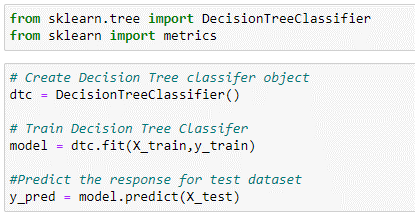 from sklearn.tree import DecisionTreeClassifier
from sklearn import metrics
# Create Decision Tree classifer object
dtc = DecisionTreeClassifier()
# Train Decision Tree Classifer
model = dtc.fit(X_train,y_train)
#Predict the response for test dataset
y_pred = model.predict(X_test)